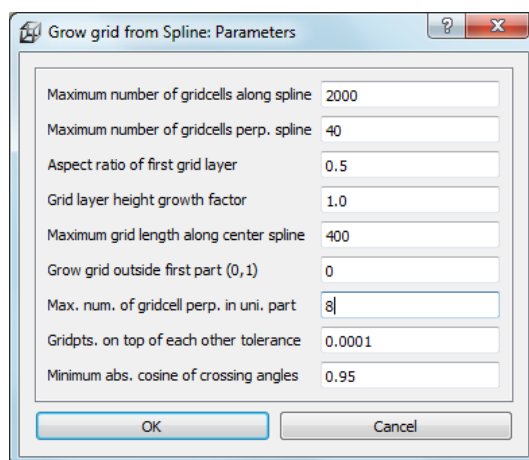 Grow grid from Spline: Parameters
Maximum number of gridcells along spline 2000
Maximum number of gridcells perp. spline 40
Aspect ratio of first grid layer 0.5
Grid layer height growth factor 1.0
Maximum grid length along center spline 400
Grow grid outside first part (0,1) 0
Max. num. of gridcell perp. in uni. part 8
Gridpts. on top of each other tolerance 0.0001
Minimum abs. cosine of crossing angles 0.95
OK Cancel